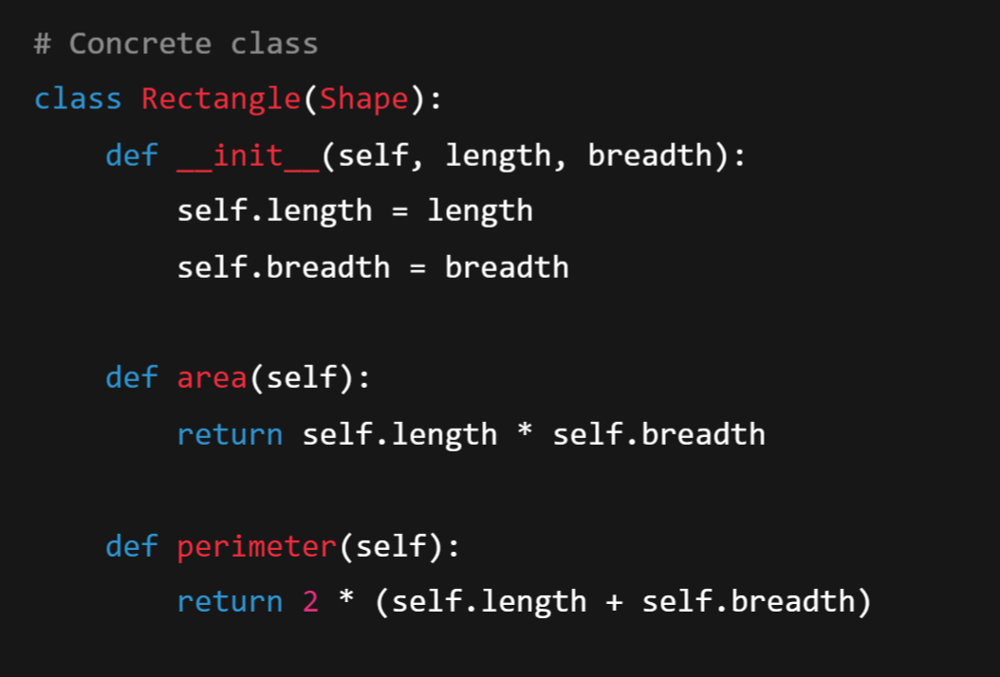 # Concrete class
class Rectangle(Shape):
    def __init__(self, length, breadth):
        self.length = length
        self.breadth = breadth
    def area(self):
        return self.length * self.breadth
    def perimeter(self):
        return 2 * (self.length + self.breadth)